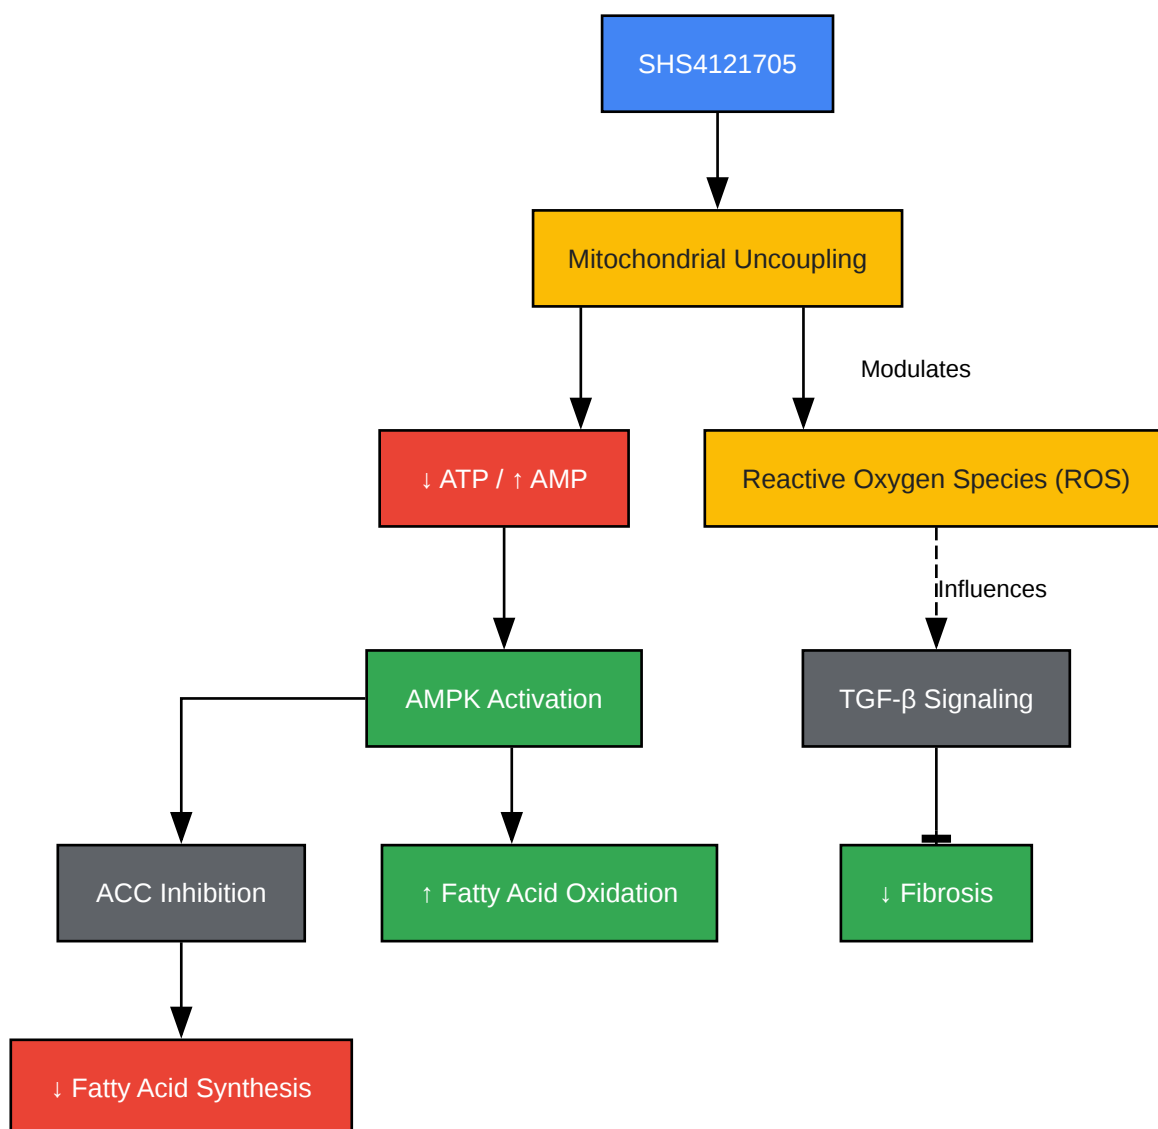 SHS4121705
Mitochondrial Uncoupling
Modulates
↓ ATP / ↑ AMP
Reactive Oxygen Species (ROS)
Influences
AMPK Activation
TGF-β Signaling
ACC Inhibition
↑ Fatty Acid Oxidation
↓ Fibrosis
↓ Fatty Acid Synthesis